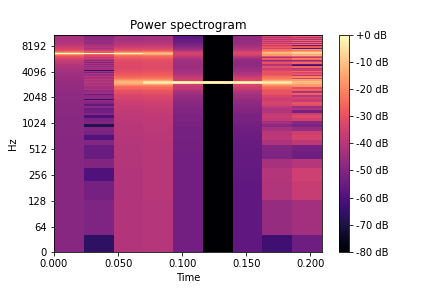 Power spectrogram
8192
4096
2048
1024
512
256
128
64
0
Hz
0.000 0.050 0.100 0.150 0.200
Time
+0 dB
-10 dB
-20 dB
-30 dB
-40 dB
-50 dB
-60 dB
-70 dB
-80 dB